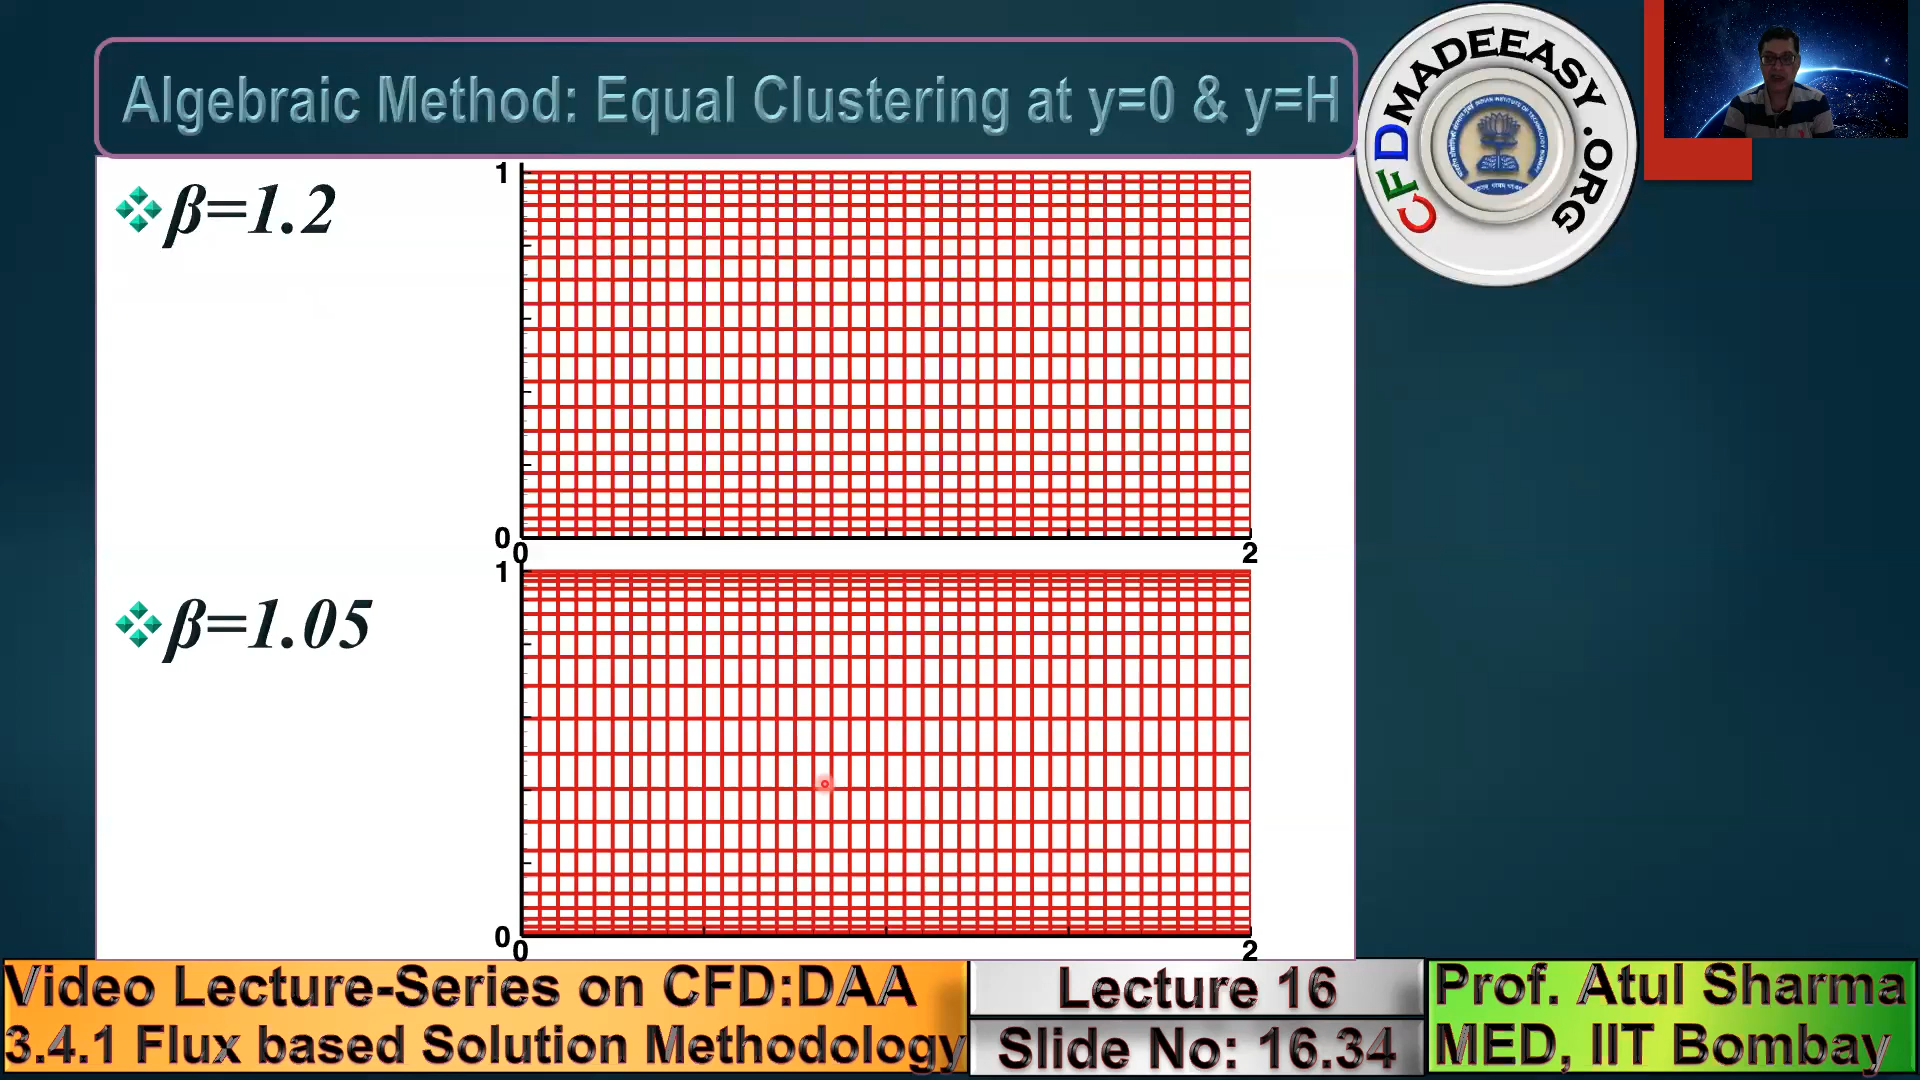 Algebraic Method: Equal Clustering at y=0 & y=H
CFDMADEEASY.ORG
β=1.2
1
0
0
2
β=1.05
1
0
0
2
Video Lecture-Series on CFD:DAA
3.4.1 Flux based Solution Methodology
Lecture 16
Slide No: 16.34
Prof. Atul Sharma
MED, IIT Bombay